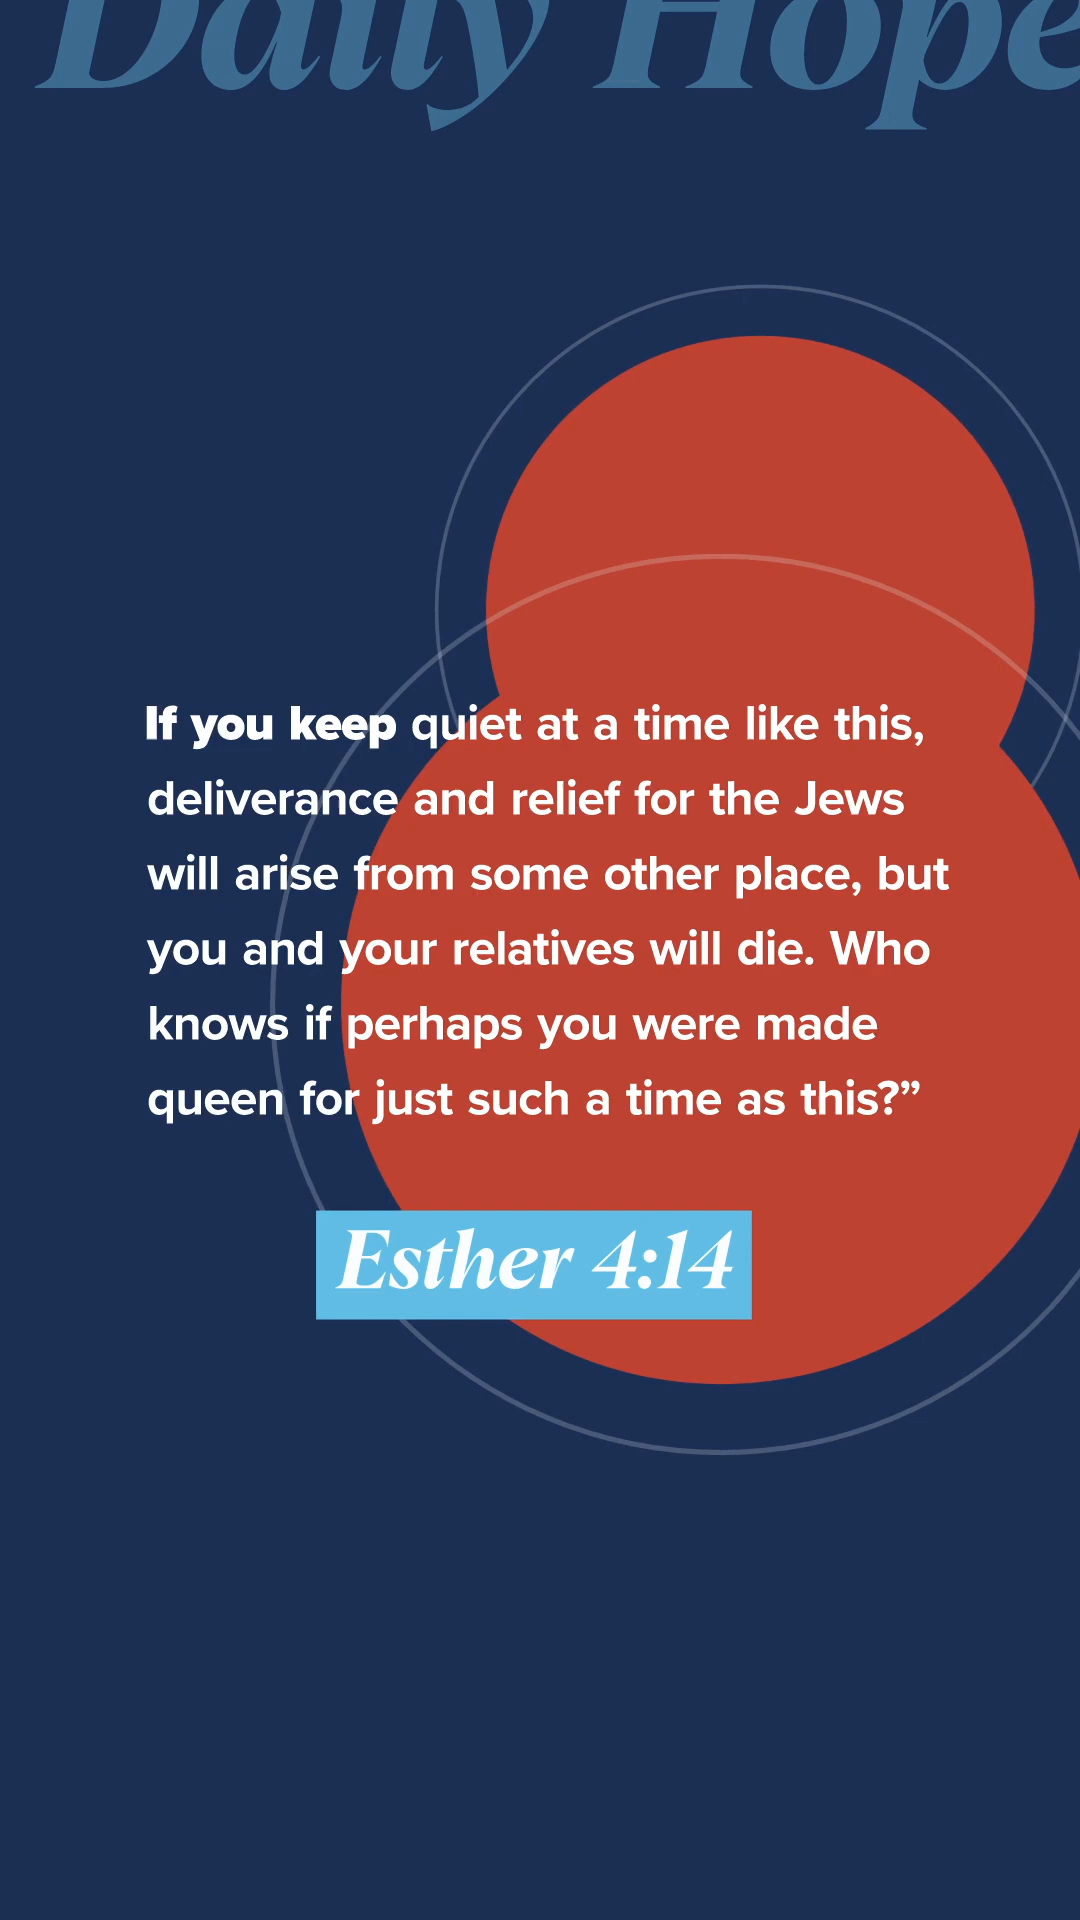 Daily Hope
If you keep quiet at a time like this,
deliverance and relief for the Jews
will arise from some other place, but
you and your relatives will die. Who
knows if perhaps you were made
queen for just such a time as this?”
Esther 4:14